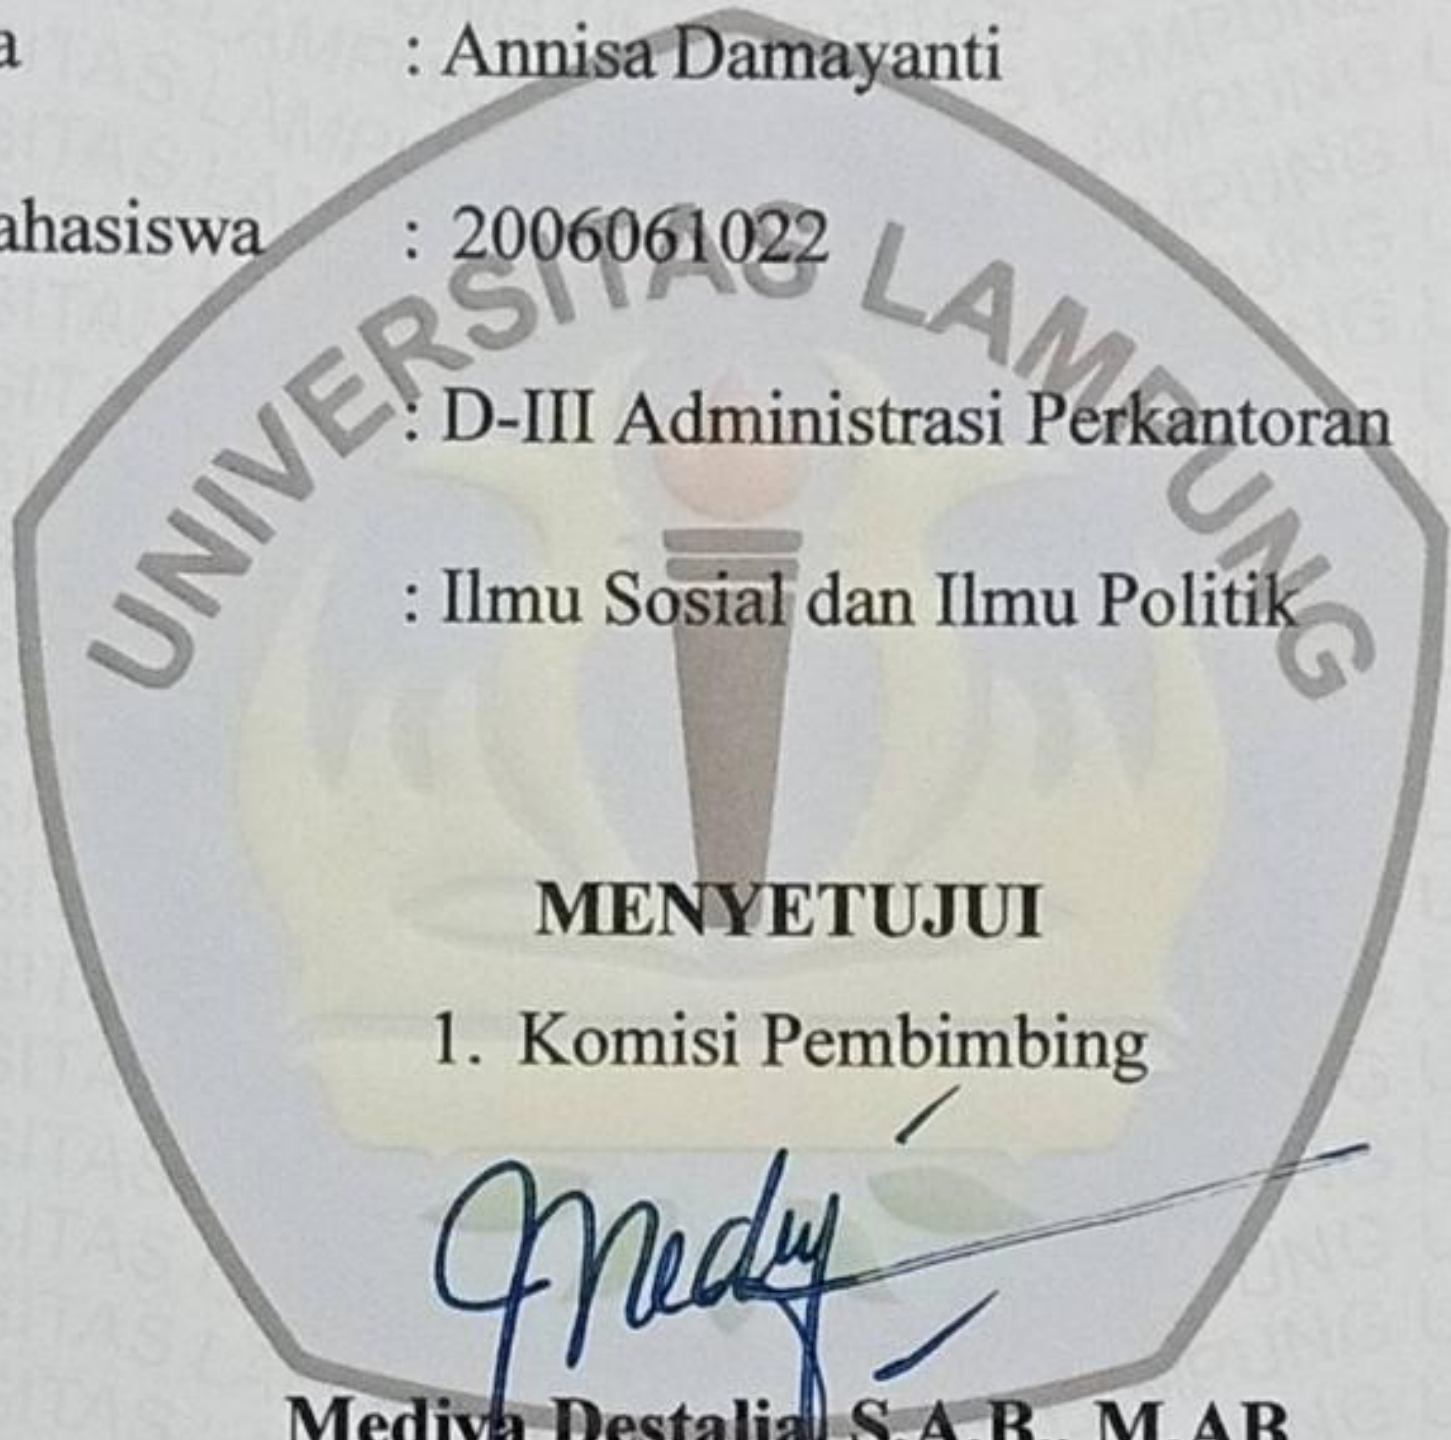 a : Annisa Damayanti
ahasiswa : 2006061022
UNIVERSITAS LAMPUNG
: D-III Administrasi Perkantoran
: Ilmu Sosial dan Ilmu Politik
MENYETUJUI
1. Komisi Pembimbing
Mediya Destalia, S.A.B., M.AB